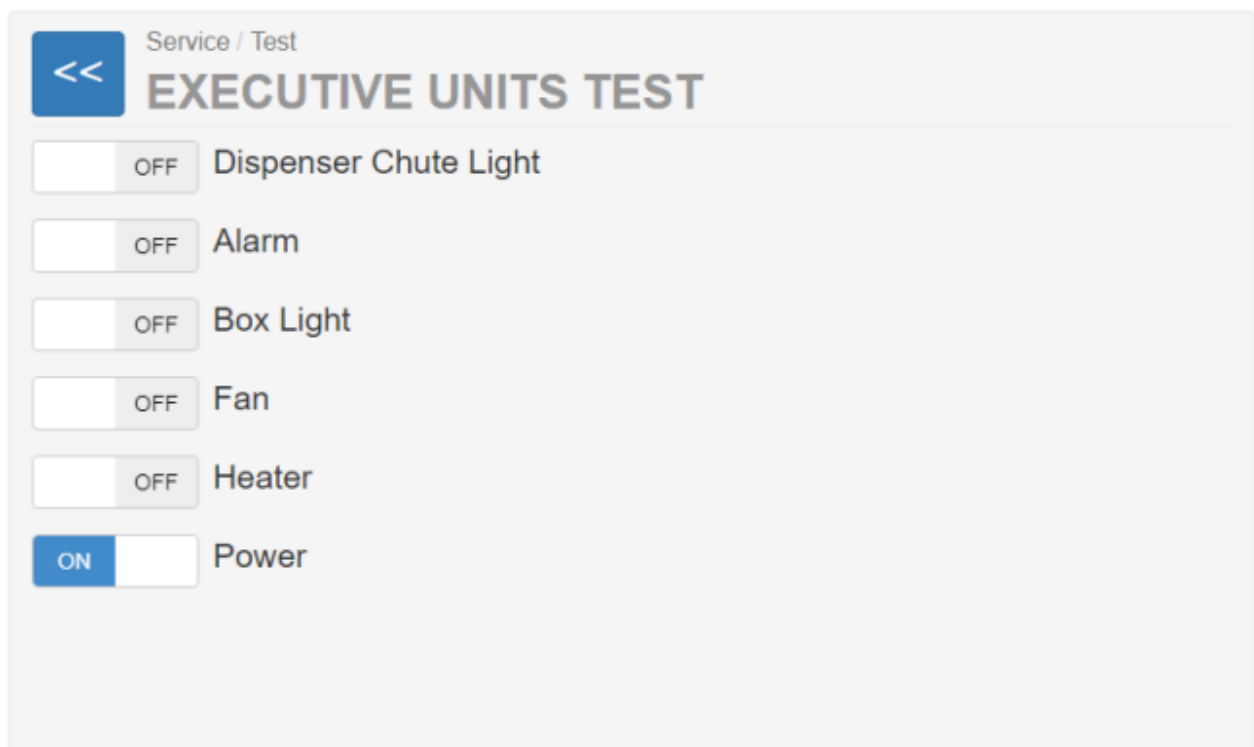 <<
Service / Test
EXECUTIVE UNITS TEST
OFF Dispenser Chute Light
OFF Alarm
OFF Box Light
OFF Fan
OFF Heater
ON Power